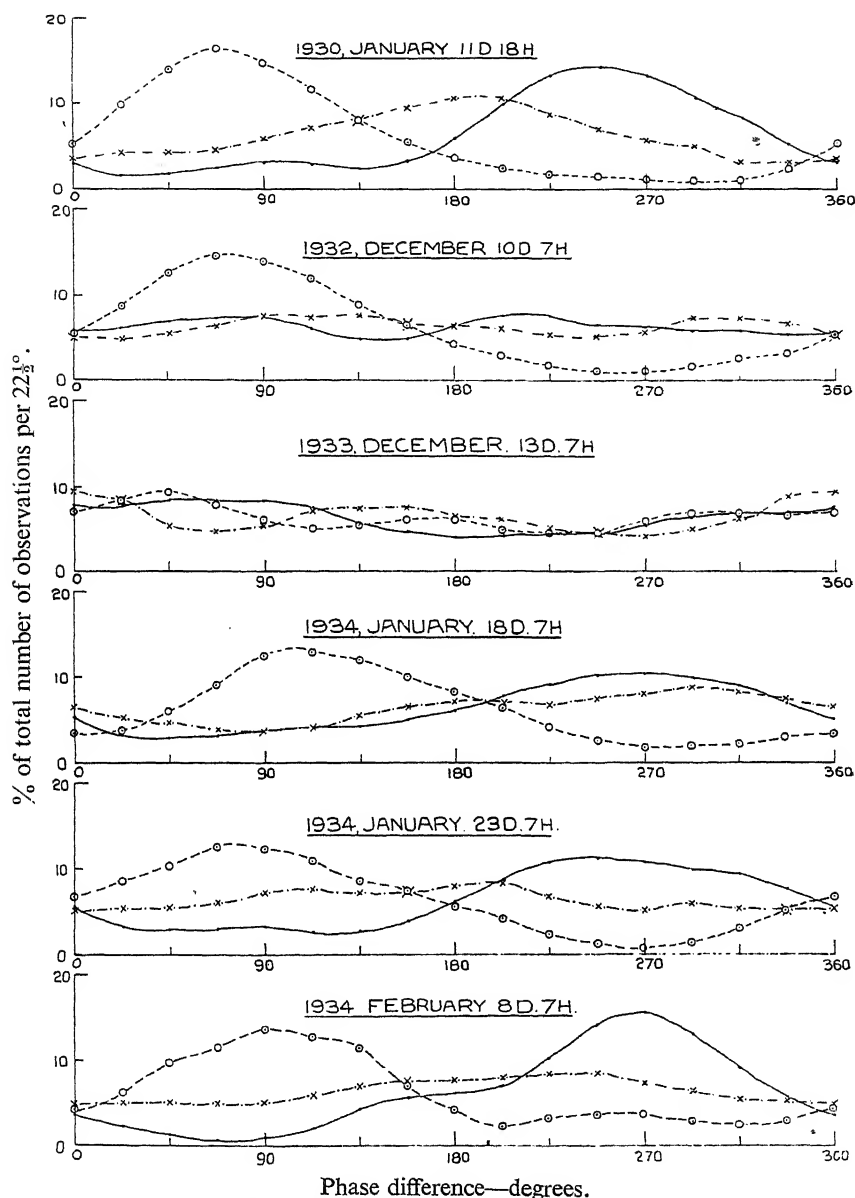 % of total number of observations per 22½°.
1930, JANUARY 11D 18H
20
10
0
0 90 180 270 360
1932, DECEMBER 10D 7H
20
10
0
0 90 180 270 360
1933, DECEMBER. 13D. 7H
20
10
0
0 90 180 270 360
1934, JANUARY. 18D. 7H
20
10
0
0 90 180 270 360
1934, JANUARY. 23D. 7H.
20
10
0
0 90 180 270 360
1934 FEBRUARY 8D. 7H.
20
10
0
0 90 180 270 360
Phase difference—degrees.